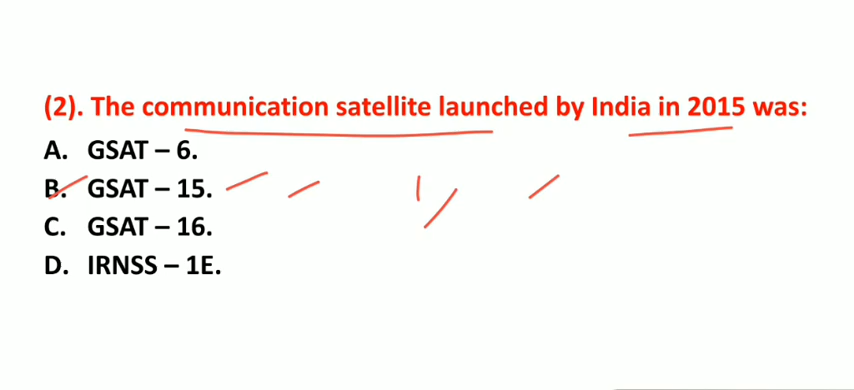 (2). The communication satellite launched by India in 2015 was:
A. GSAT – 6.
B. GSAT – 15.
C. GSAT – 16.
D. IRNSS – 1E.